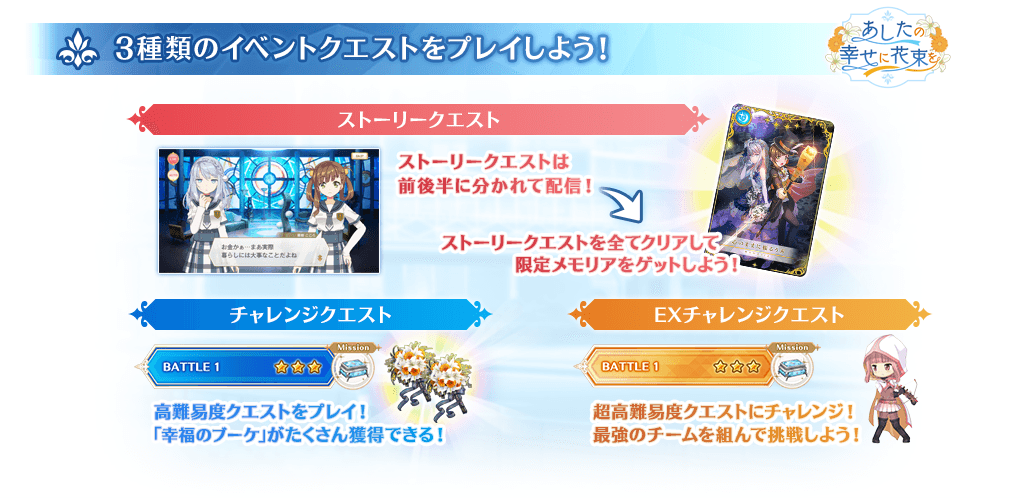 3種類のイベントクエストをプレイしよう!
あしたの
幸せに花束を
ストーリークエスト
ストーリークエストは
前後半に分かれて配信!
お金かぁ…まあ実際
暮らしには大事なことだよね
ストーリークエストを全てクリアして
限定メモリアをゲットしよう!
チャレンジクエスト
Mission
BATTLE 1
高難易度クエストをプレイ!
「幸福のブーケ」がたくさん獲得できる!
EXチャレンジクエスト
Mission
BATTLE 1
超高難易度クエストにチャレンジ!
最強のチームを組んで挑戦しよう!